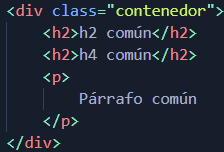 <div class="contenedor">
<h2>h2 común</h2>
<h2>h4 común</h2>
<p>
Párrafo común
</p>
</div>